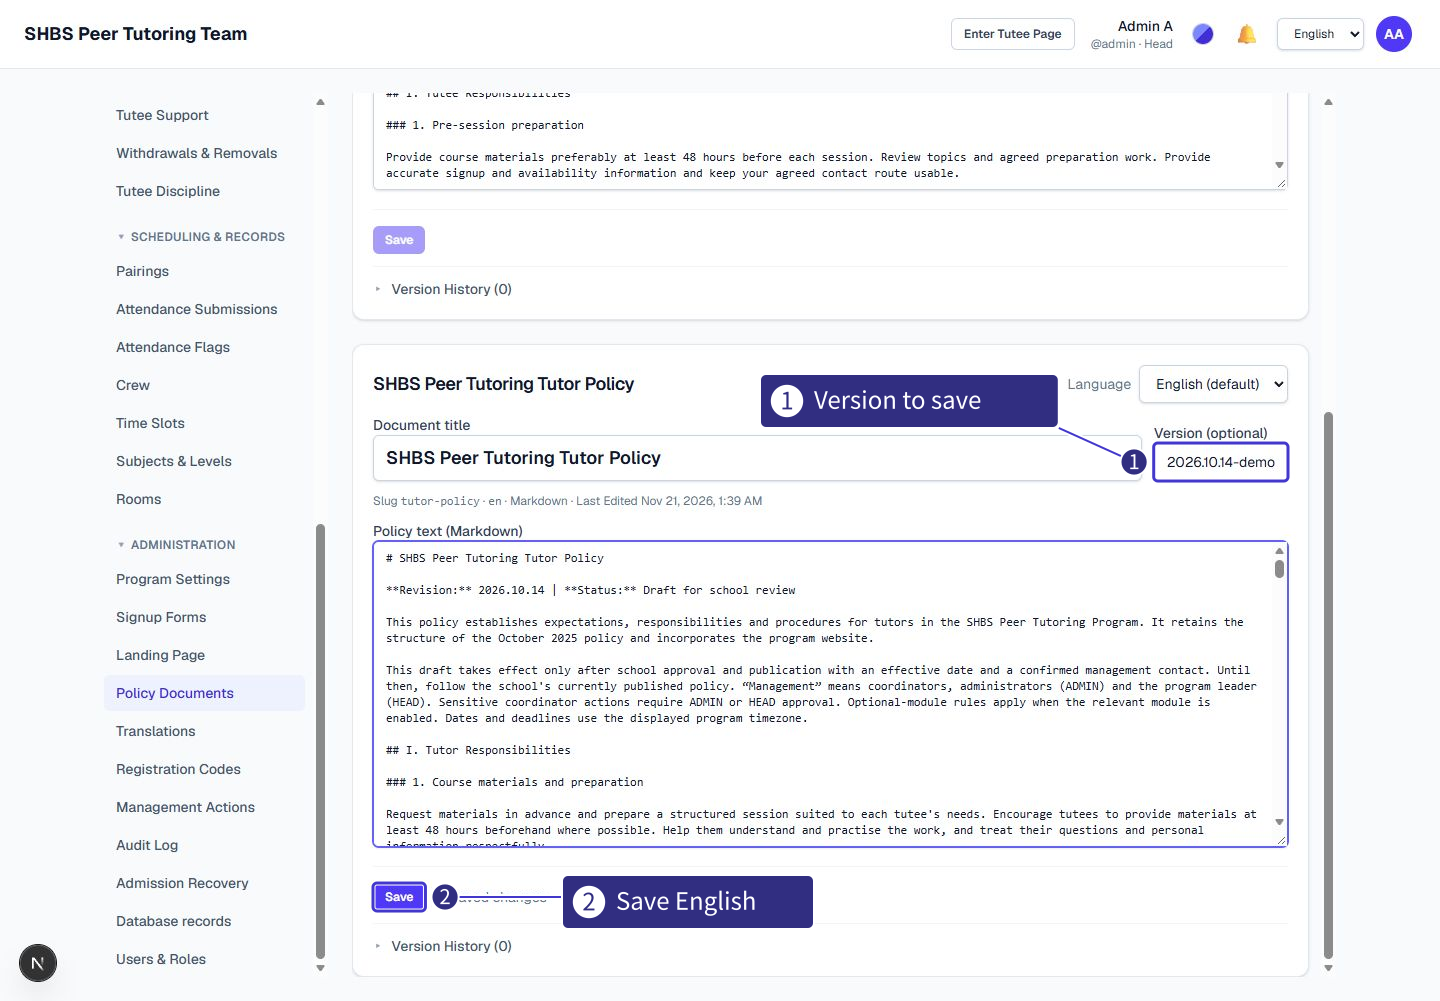 SHBS Peer Tutoring Team
Enter Tutee Page
Admin A
@admin · Head
English
AA
Tutee Support
Withdrawals & Removals
Tutee Discipline
SCHEDULING & RECORDS
Pairings
Attendance Submissions
Attendance Flags
Crew
Time Slots
Subjects & Levels
Rooms
ADMINISTRATION
Program Settings
Signup Forms
Landing Page
Policy Documents
Translations
Registration Codes
Management Actions
Audit Log
Admission Recovery
Database records
Users & Roles
N
## I. Tutee Responsibilities
### 1. Pre-session preparation
Provide course materials preferably at least 48 hours before each session. Review topics and agreed preparation work. Provide
accurate signup and availability information and keep your agreed contact route usable.
Save
Version History (0)
SHBS Peer Tutoring Tutor Policy
1 Version to save
Language
English (default)
Document title
Version (optional)
SHBS Peer Tutoring Tutor Policy
1
2026.10.14-demo
Slug tutor-policy · en · Markdown · Last Edited Nov 21, 2026, 1:39 AM
Policy text (Markdown)
# SHBS Peer Tutoring Tutor Policy
**Revision:** 2026.10.14 | **Status:** Draft for school review
This policy establishes expectations, responsibilities and procedures for tutors in the SHBS Peer Tutoring Program. It retains the
structure of the October 2025 policy and incorporates the program website.
This draft takes effect only after school approval and publication with an effective date and a confirmed management contact. Until
then, follow the school's currently published policy. “Management” means coordinators, administrators (ADMIN) and the program leader
(HEAD). Sensitive coordinator actions require ADMIN or HEAD approval. Optional-module rules apply when the relevant module is
enabled. Dates and deadlines use the displayed program timezone.
## I. Tutor Responsibilities
### 1. Course materials and preparation
Request materials in advance and prepare a structured session suited to each tutee's needs. Encourage tutees to provide materials at
least 48 hours beforehand where possible. Help them understand and practise the work, and treat their questions and personal
information respectfully.
Save
2
changes
2 Save English
Version History (0)